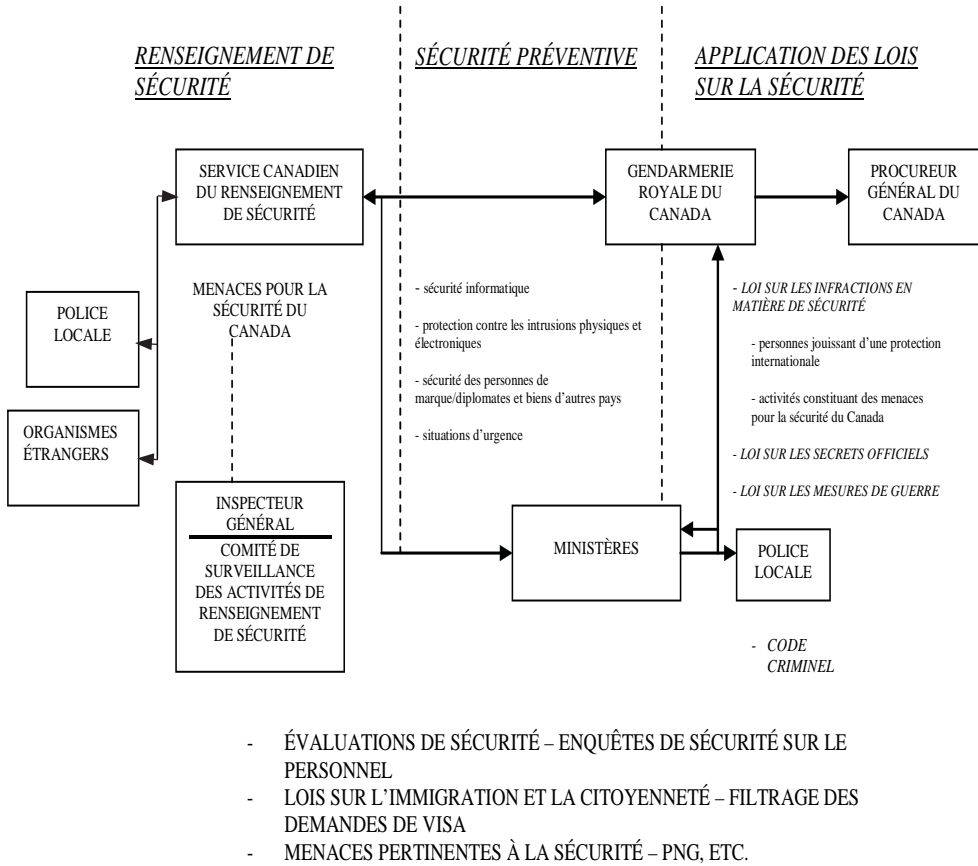 RENSEIGNEMENT DE
SÉCURITÉ
SÉCURITÉ PRÉVENTIVE
APPLICATION DES LOIS
SUR LA SÉCURITÉ
SERVICE CANADIEN
DU RENSEIGNEMENT
DE SÉCURITÉ
GENDARMERIE
ROYALE DU
CANADA
PROCUREUR
GÉNÉRAL DU
CANADA
POLICE
LOCALE
ORGANISMES
ÉTRANGERS
MENACES POUR LA
SÉCURITÉ DU
CANADA
- sécurité informatique
- protection contre les intrusions physiques et
électroniques
- sécurité des personnes de
marque/diplomates et biens d'autres pays
- situations d'urgence
- LOI SUR LES INFRACTIONS EN
MATIÈRE DE SÉCURITÉ
- personnes jouissant d'une protection
internationale
- activités constituant des menaces
pour la sécurité du Canada
- LOI SUR LES SECRETS OFFICIELS
- LOI SUR LES MESURES DE GUERRE
INSPECTEUR
GÉNÉRAL
COMITÉ DE
SURVEILLANCE
DES ACTIVITÉS DE
RENSEIGNEMENT
DE SÉCURITÉ
MINISTÈRES
POLICE
LOCALE
- CODE
CRIMINEL
- ÉVALUATIONS DE SÉCURITÉ – ENQUÊTES DE SÉCURITÉ SUR LE
PERSONNEL
- LOIS SUR L'IMMIGRATION ET LA CITOYENNETÉ – FILTRAGE DES
DEMANDES DE VISA
- MENACES PERTINENTES À LA SÉCURITÉ – PNG, ETC.